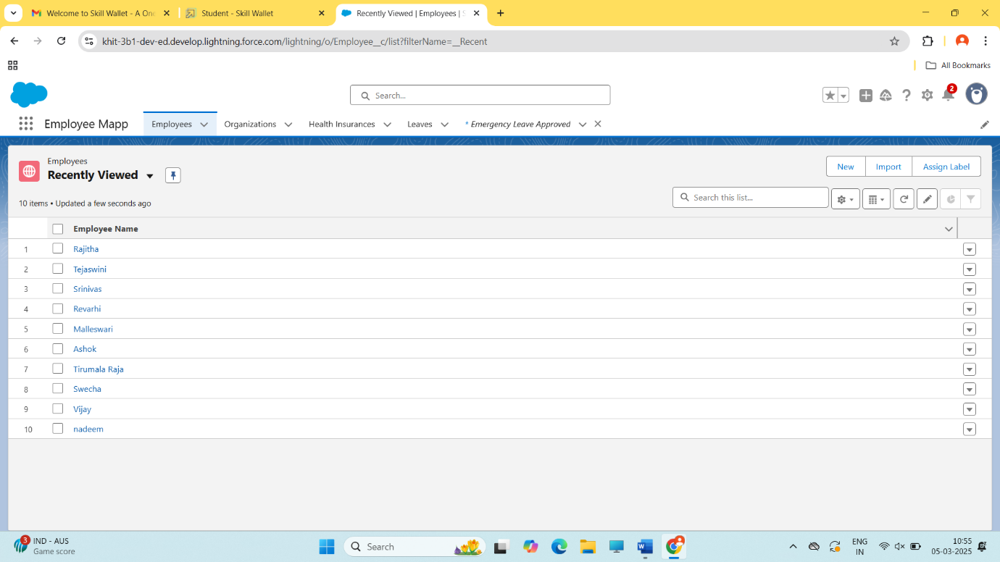 Welcome to Skill Wallet - A One
Student - Skill Wallet
Recently Viewed | Employees | S
khit-3b1-dev-ed.develop.lightning.force.com/lightning/o/Employee__c/list?filterName=__Recent
All Bookmarks
Search...
2
Employee Mapp
Employees
Organizations
Health Insurances
Leaves
* Emergency Leave Approved
Employees
Recently Viewed
New
Import
Assign Label
10 items • Updated a few seconds ago
Search this list...
Employee Name
1 Rajitha
2 Tejaswini
3 Srinivas
4 Revarhi
5 Malleswari
6 Ashok
7 Tirumala Raja
8 Swecha
9 Vijay
10 nadeem
3
IND - AUS
Game score
Search
ENG
IN
10:55
05-03-2025